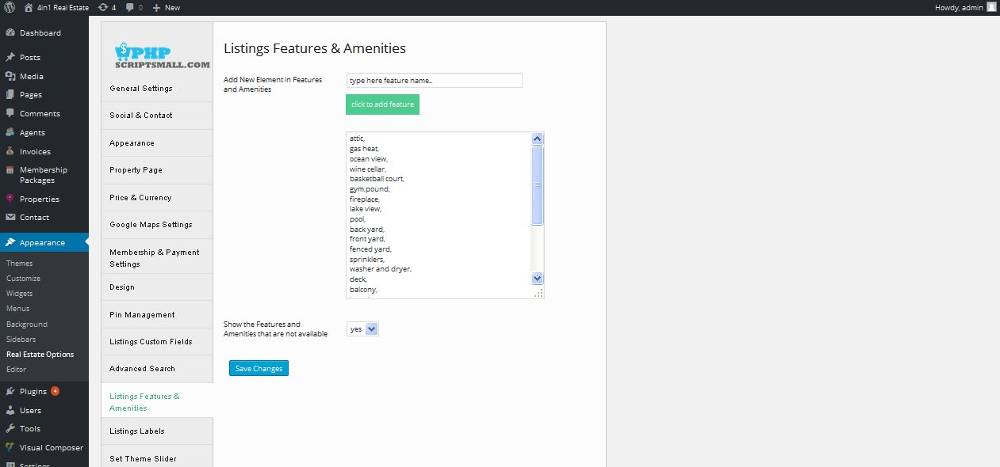 4in1 Real Estate 4 0 New Howdy, admin
Dashboard
Posts
Media
Pages
Comments
Agents
Invoices
Membership
Packages
Properties
Contact
Appearance
Themes
Customize
Widgets
Menus
Background
Sidebars
Real Estate Options
Editor
Plugins 4
Users
Tools
Visual Composer
Settings
$PHP
SCRIPTSMALL.COM
General Settings
Social & Contact
Appearance
Property Page
Price & Currency
Google Maps Settings
Membership & Payment
Settings
Design
Pin Management
Listings Custom Fields
Advanced Search
Listings Features &
Amenities
Listings Labels
Set Theme Slider
Listings Features & Amenities
Add New Element in Features
and Amenities
type here feature name..
click to add feature
attic,
gas heat,
ocean view,
wine cellar,
basketball court,
gym,pound,
fireplace,
lake view,
pool,
back yard,
front yard,
fenced yard,
sprinklers,
washer and dryer,
deck,
balcony,
Show the Features and
Amenities that are not available
yes
Save Changes